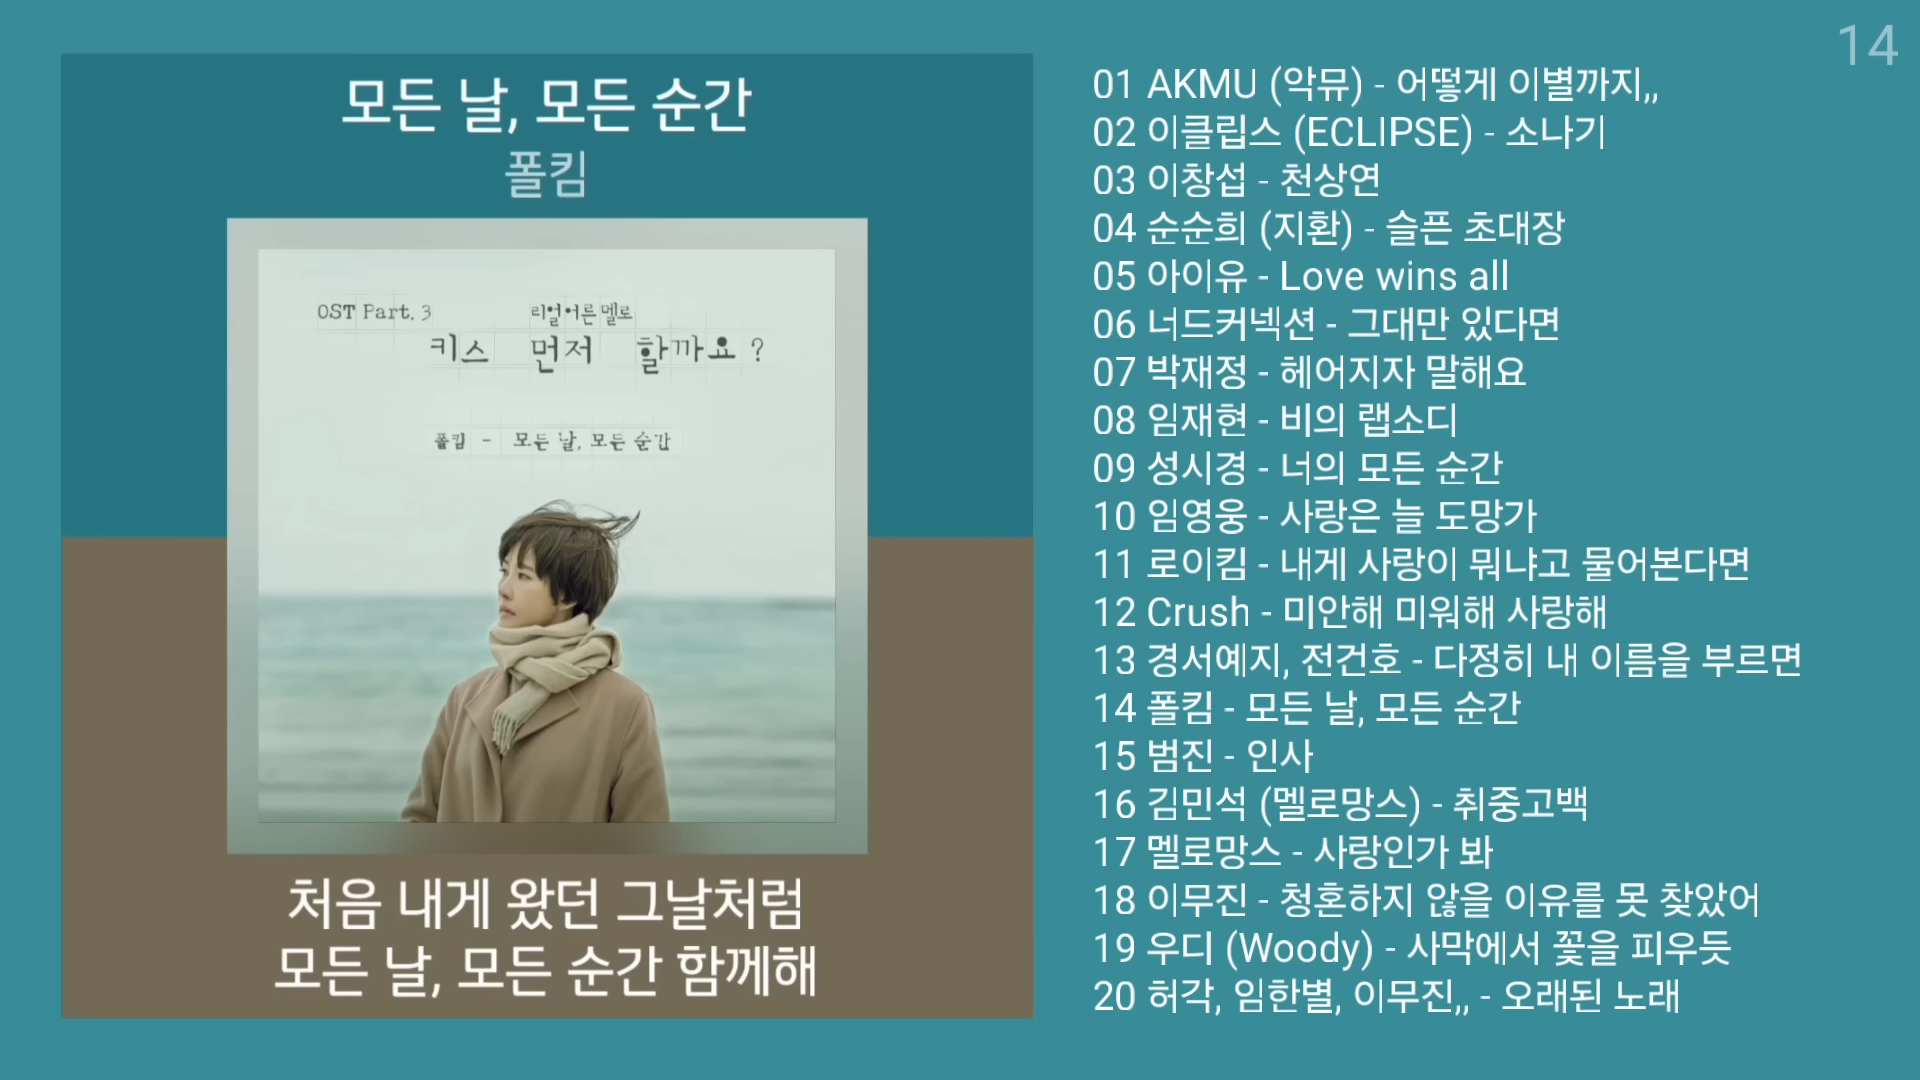 모든 날, 모든 순간
폴킴
OST Part. 3
리얼어른멜로
키스 먼저 할까요?
폴킴 - 모든 날, 모든 순간
처음 내게 왔던 그날처럼
모든 날, 모든 순간 함께해
14
01 AKMU (악뮤) - 어떻게 이별까지,,
02 이클립스 (ECLIPSE) - 소나기
03 이창섭 - 천상연
04 순순희 (지환) - 슬픈 초대장
05 아이유 - Love wins all
06 너드커넥션 - 그대만 있다면
07 박재정 - 헤어지자 말해요
08 임재현 - 비의 랩소디
09 성시경 - 너의 모든 순간
10 임영웅 - 사랑은 늘 도망가
11 로이킴 - 내게 사랑이 뭐냐고 물어본다면
12 Crush - 미안해 미워해 사랑해
13 경서예지, 전건호 - 다정히 내 이름을 부르면
14 폴킴 - 모든 날, 모든 순간
15 범진 - 인사
16 김민석 (멜로망스) - 취중고백
17 멜로망스 - 사랑인가 봐
18 이무진 - 청혼하지 않을 이유를 못 찾았어
19 우디 (Woody) - 사막에서 꽃을 피우듯
20 허각, 임한별, 이무진,, - 오래된 노래